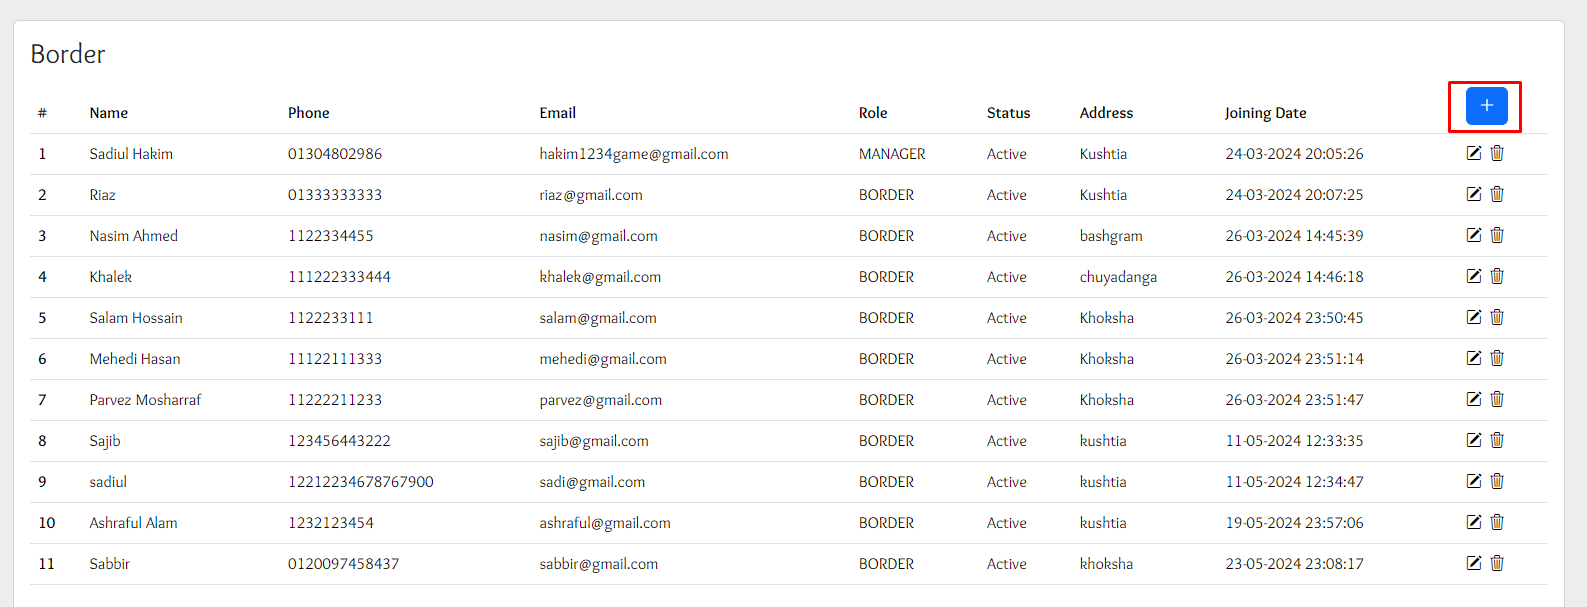 Border
# Name Phone Email Role Status Address Joining Date +
1 Sadiul Hakim 01304802986 hakim1234game@gmail.com MANAGER Active Kushtia 24-03-2024 20:05:26
2 Riaz 01333333333 riaz@gmail.com BORDER Active Kushtia 24-03-2024 20:07:25
3 Nasim Ahmed 1122334455 nasim@gmail.com BORDER Active bashgram 26-03-2024 14:45:39
4 Khalek 111222333444 khalek@gmail.com BORDER Active chuyadanga 26-03-2024 14:46:18
5 Salam Hossain 1122233111 salam@gmail.com BORDER Active Khoksha 26-03-2024 23:50:45
6 Mehedi Hasan 11122111333 mehedi@gmail.com BORDER Active Khoksha 26-03-2024 23:51:14
7 Parvez Mosharraf 11222211233 parvez@gmail.com BORDER Active Khoksha 26-03-2024 23:51:47
8 Sajib 123456443222 sajib@gmail.com BORDER Active kushtia 11-05-2024 12:33:35
9 sadiul 12212234678767900 sadi@gmail.com BORDER Active kushtia 11-05-2024 12:34:47
10 Ashraful Alam 1232123454 ashraful@gmail.com BORDER Active kushtia 19-05-2024 23:57:06
11 Sabbir 0120097458437 sabbir@gmail.com BORDER Active khoksha 23-05-2024 23:08:17